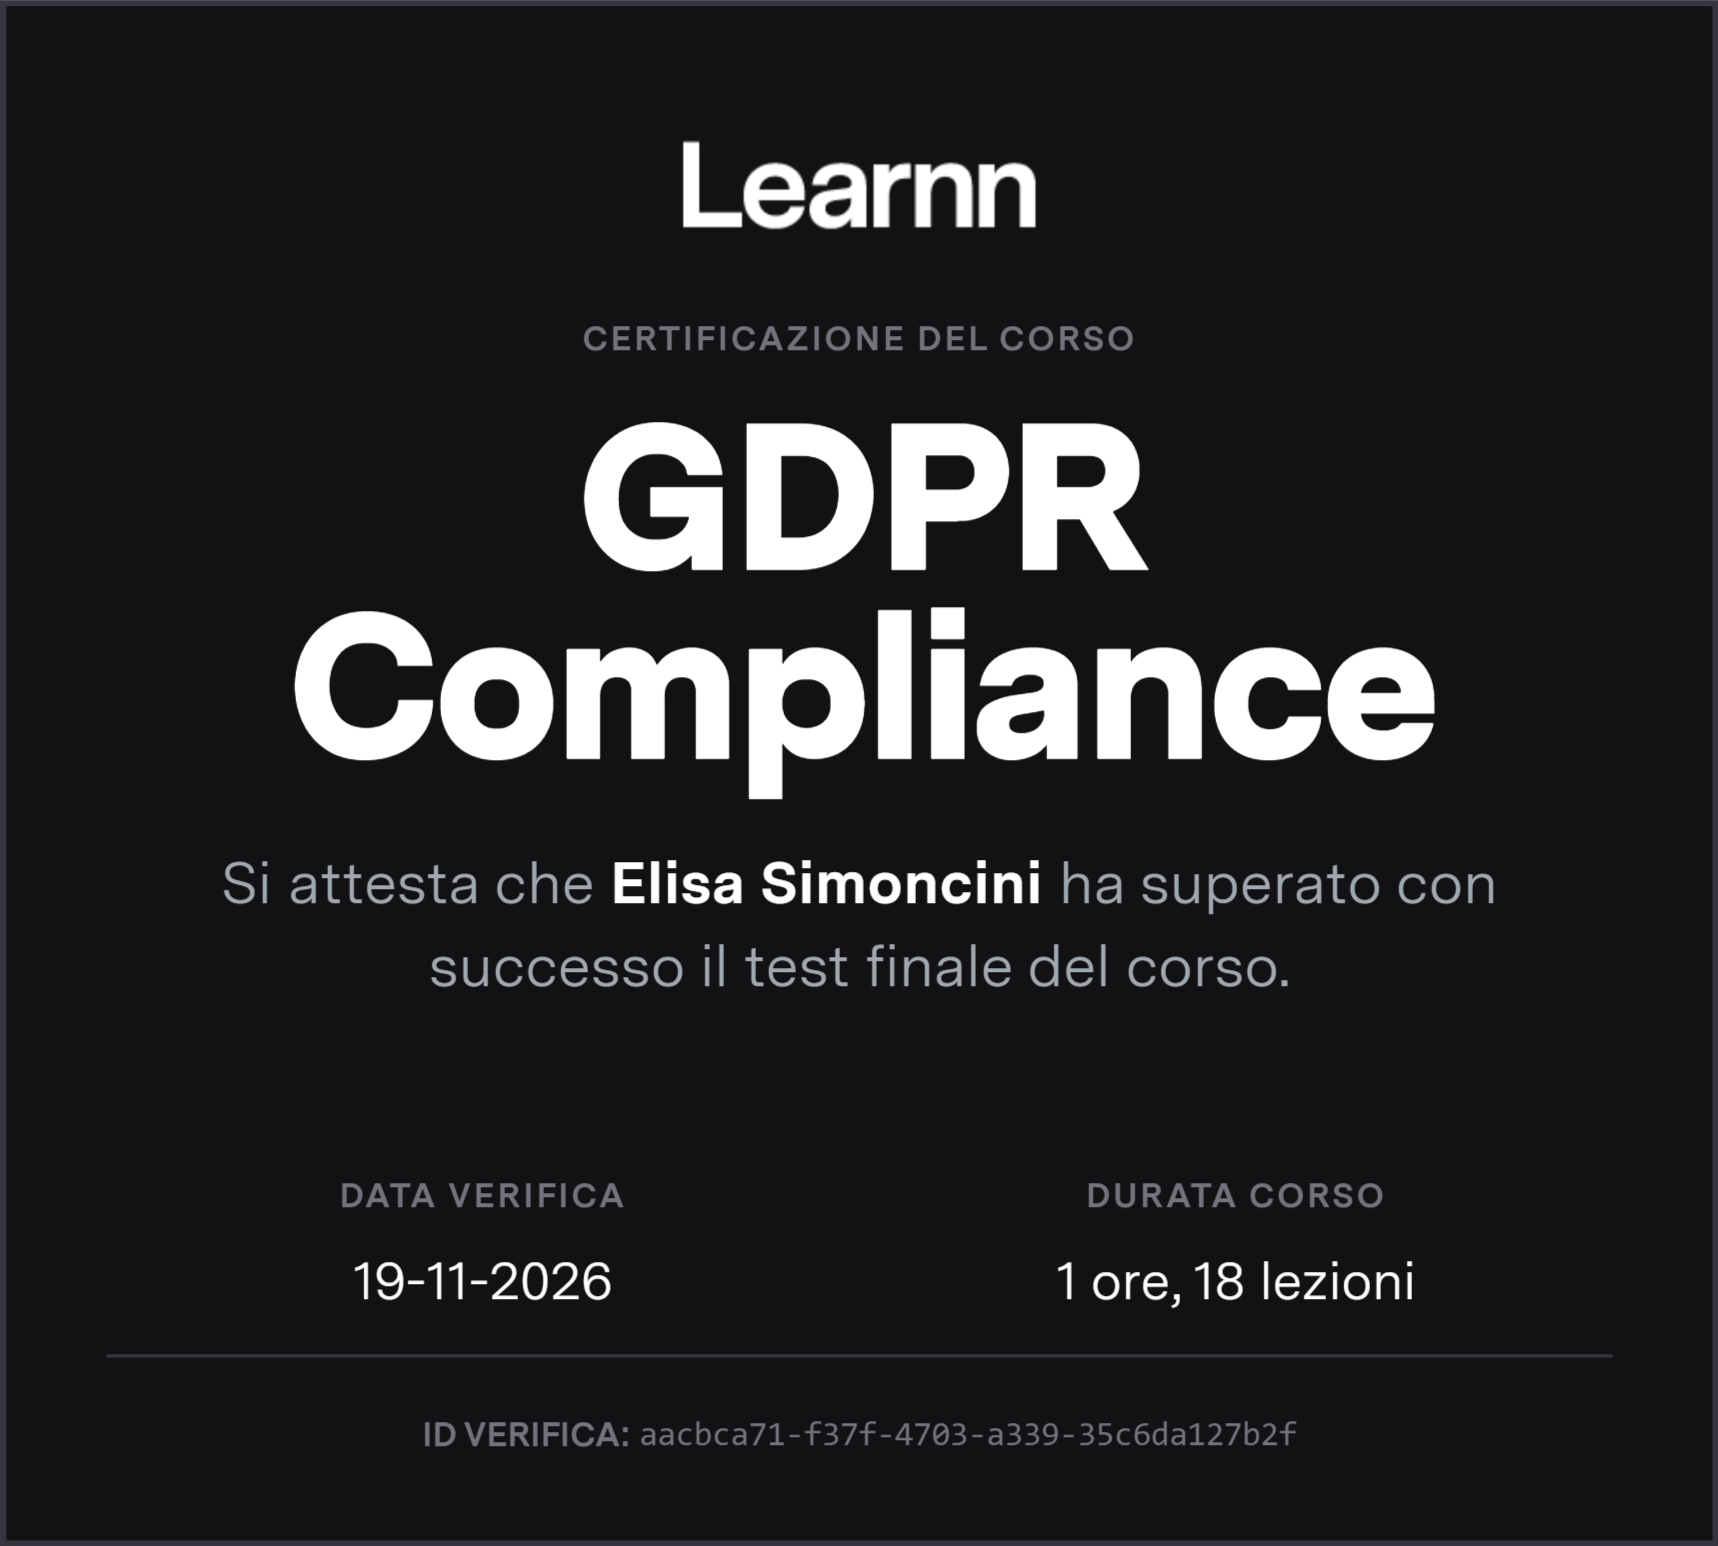 Learnn
CERTIFICAZIONE DEL CORSO
GDPR
Compliance
Si attesta che Elisa Simoncini ha superato con
successo il test finale del corso.
DATA VERIFICA
19-11-2026
DURATA CORSO
1 ore, 18 lezioni
ID VERIFICA: aacbca71-f37f-4703-a339-35c6da127b2f